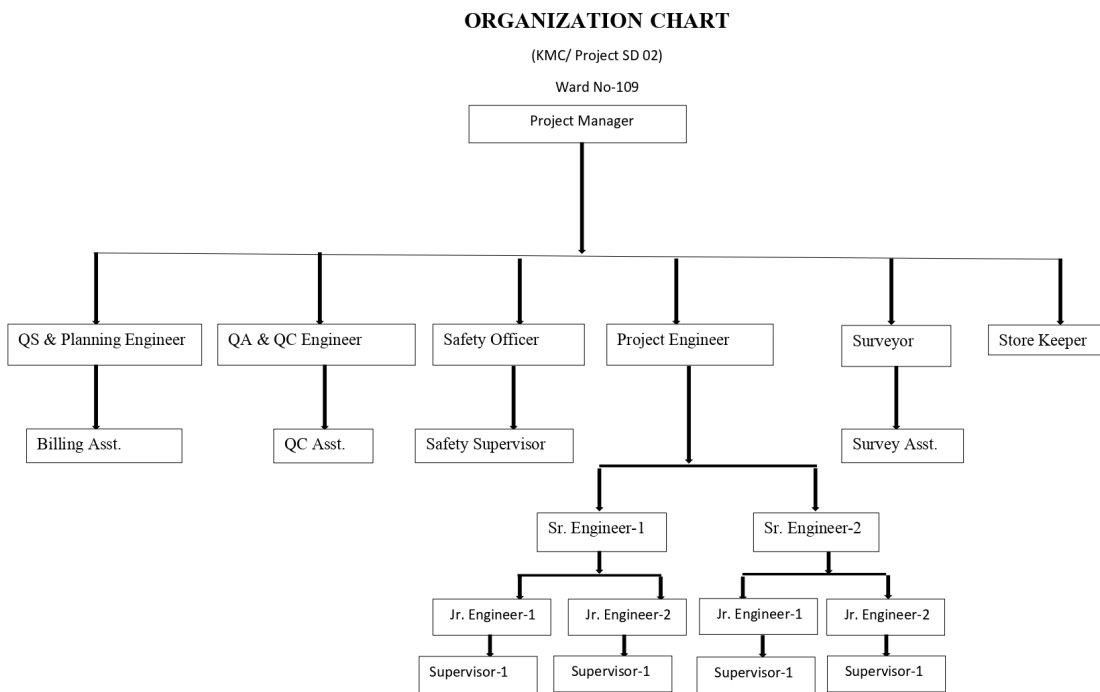 ORGANIZATION CHART
(KMC/ Project SD 02)
Ward No-109
Project Manager
QS & Planning Engineer
QA & QC Engineer
Safety Officer
Project Engineer
Surveyor
Store Keeper
Billing Asst.
QC Asst.
Safety Supervisor
Survey Asst.
Sr. Engineer-1
Sr. Engineer-2
Jr. Engineer-1
Jr. Engineer-2
Jr. Engineer-1
Jr. Engineer-2
Supervisor-1
Supervisor-1
Supervisor-1
Supervisor-1